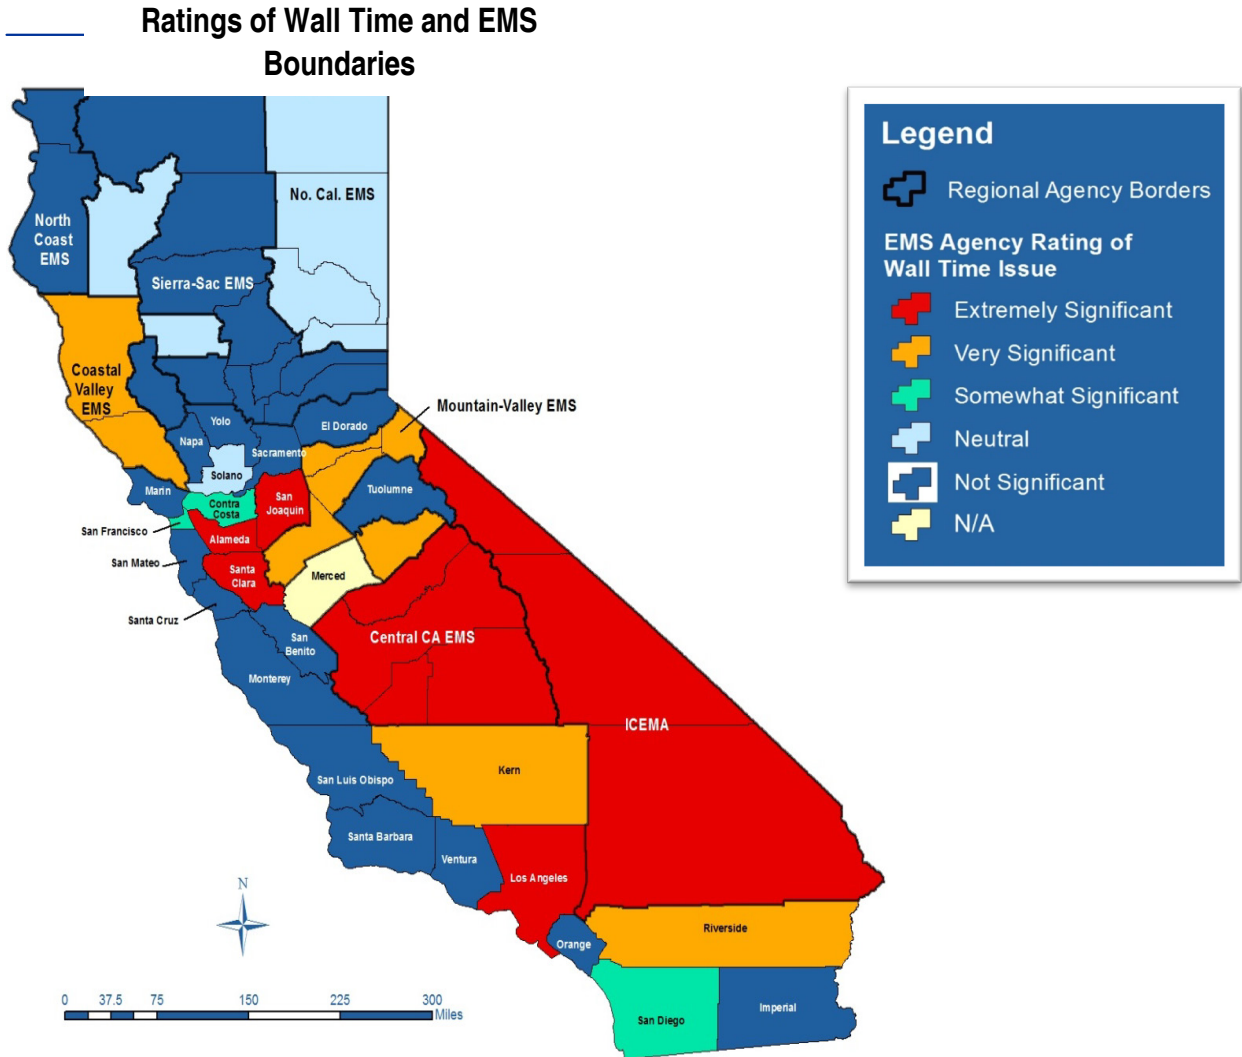 Ratings of Wall Time and EMS
Boundaries
Legend
Regional Agency Borders
EMS Agency Rating of
Wall Time Issue
Extremely Significant
Very Significant
Somewhat Significant
Neutral
Not Significant
N/A
No. Cal. EMS
North
Coast
EMS
Sierra-Sac EMS
Coastal
Valley
EMS
Mountain-Valley EMS
Yolo
El Dorado
Napa
Sacramento
Solano
Marin
Tuolumne
San
Joaquin
Contra
Costa
San Francisco
Alameda
San Mateo
Santa
Clara
Merced
Santa Cruz
San
Benito
Central CA EMS
Monterey
ICEMA
Kern
San Luis Obispo
Santa Barbara
Ventura
Los Angeles
N
Riverside
Orange
0 37.5 75 150 225 300
Miles
San Diego
Imperial